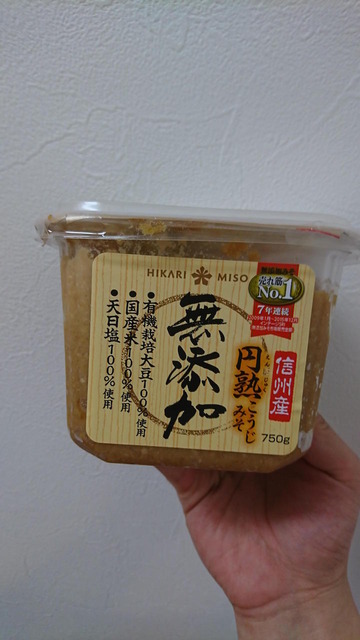 HIKARI MISO
無添加
円熟
こうじ
みそ
信州産
750g
・有機栽培大豆100%使用
・国産米100%使用
・天日塩100%使用
売れ筋
No.1
7年連続